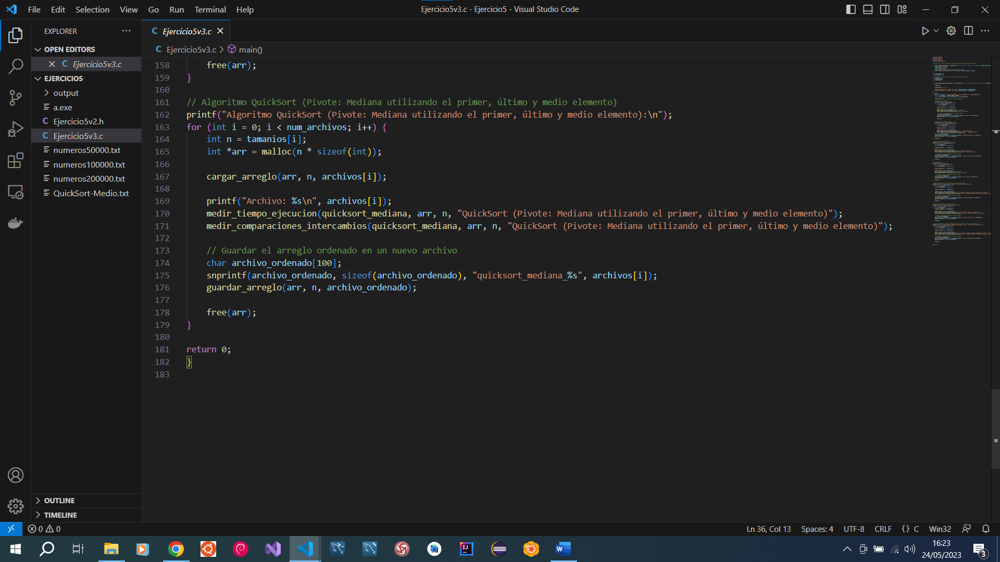 File Edit Selection View Go Run Terminal Help
Ejercicio5v3.c - Ejercicio5 - Visual Studio Code
EXPLORER
OPEN EDITORS
C Ejercicio5v3.c
EJERCICIO5
output
a.exe
C Ejercicio5v2.h
C Ejercicio5v3.c
numeros50000.txt
numeros100000.txt
numeros200000.txt
QuickSort-Medio.txt
OUTLINE
TIMELINE
C Ejercicio5v3.c
C Ejercicio5v3.c > main()
158 free(arr);
159 }
160
161 // Algoritmo QuickSort (Pivote: Mediana utilizando el primer, último y medio elemento)
162 printf("Algoritmo QuickSort (Pivote: Mediana utilizando el primer, último y medio elemento):\n");
163 for (int i = 0; i < num_archivos; i++) {
164 int n = tamanios[i];
165 int *arr = malloc(n * sizeof(int));
166
167 cargar_arreglo(arr, n, archivos[i]);
168
169 printf("Archivo: %s\n", archivos[i]);
170 medir_tiempo_ejecucion(quicksort_mediana, arr, n, "QuickSort (Pivote: Mediana utilizando el primer, último y medio elemento)");
171 medir_comparaciones_intercambios(quicksort_mediana, arr, n, "QuickSort (Pivote: Mediana utilizando el primer, último y medio elemento)");
172
173 // Guardar el arreglo ordenado en un nuevo archivo
174 char archivo_ordenado[100];
175 snprintf(archivo_ordenado, sizeof(archivo_ordenado), "quicksort_mediana_%s", archivos[i]);
176 guardar_arreglo(arr, n, archivo_ordenado);
177
178 free(arr);
179 }
180
181 return 0;
182 }
183
0 0
Ln 36, Col 13 Spaces: 4 UTF-8 CRLF {} C Win32
16:23
24/05/2023
3